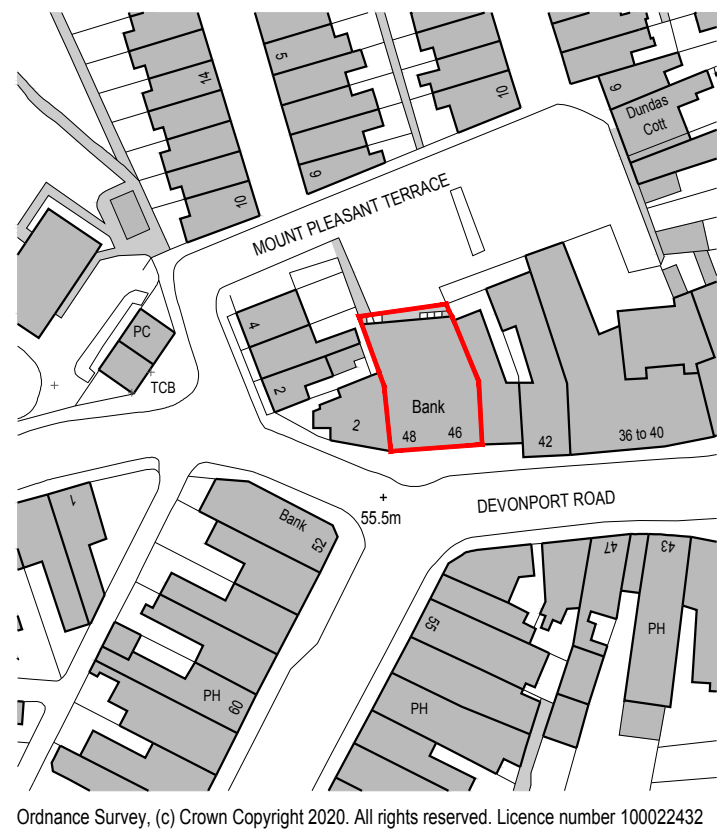 14
5
10
9
Dundas
Cott
6
10
MOUNT PLEASANT TERRACE
PC
TCB
4
2
2
Bank
48
46
42
36 to 40
55.5m
DEVONPORT ROAD
1
Bank
52
47
43
55
PH
PH
60
PH
Ordnance Survey, (c) Crown Copyright 2020. All rights reserved. Licence number 100022432